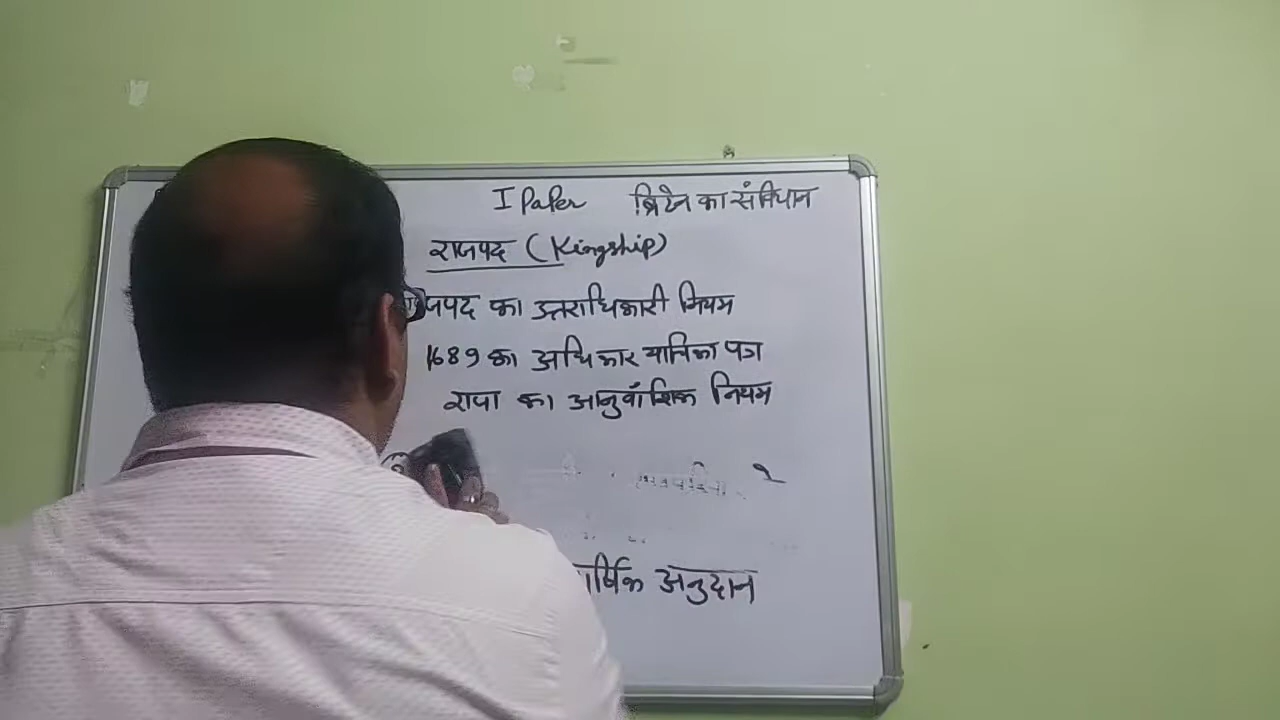 I Paper ब्रिटेन का संविधान
राजपद (Kingship)
राजपद का उत्तराधिकारी नियम
1689 का अधिकार याचिका पत्र
राजा का आनुवांशिक नियम
वार्षिक अनुदान